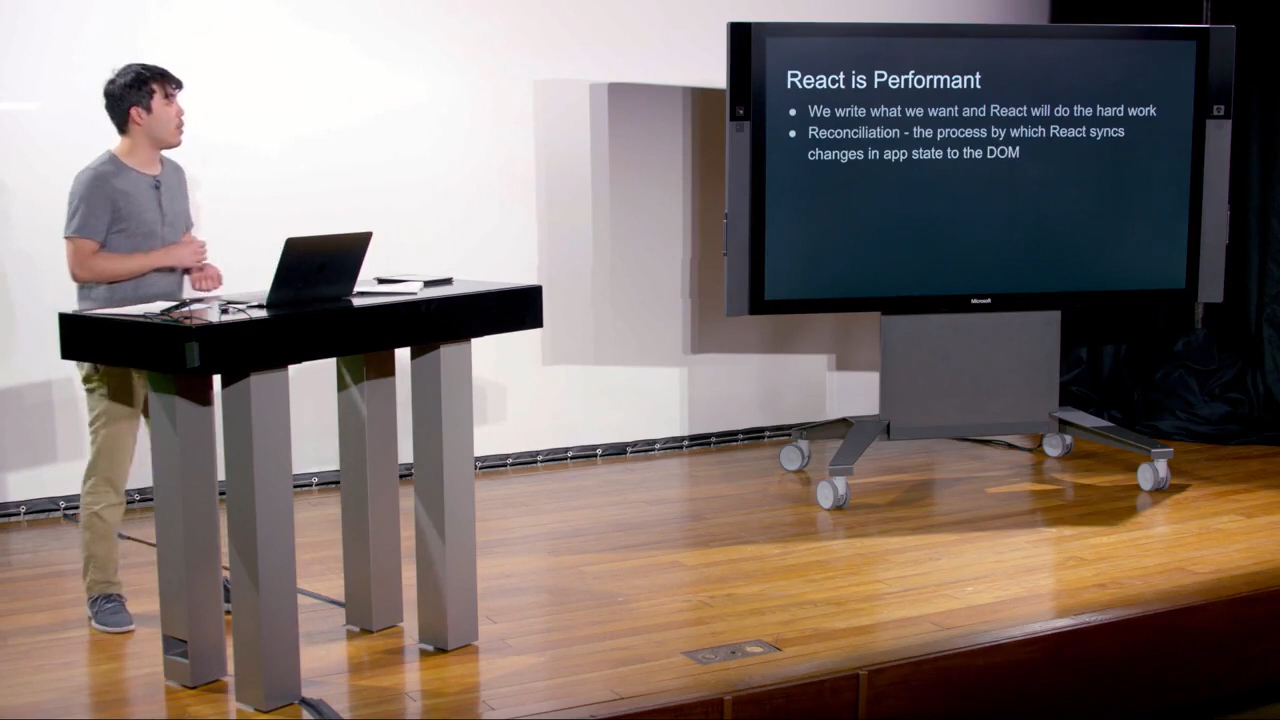 React is Performant
● We write what we want and React will do the hard work
● Reconciliation - the process by which React syncs
changes in app state to the DOM
Microsoft